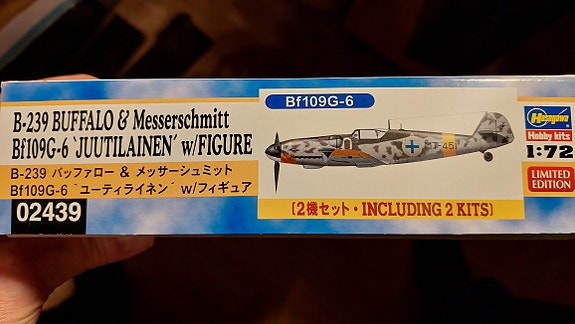 B-239 BUFFALO & Messerschmitt
Bf109G-6 `JUUTILAINEN´ w/FIGURE
B-239 バッファロー & メッサーシュミット
Bf109G-6 `ユーティライネン´ w/フィギュア
02439
Bf109G-6
[2機セット・INCLUDING 2 KITS]
Hasegawa
Hobby kits
1:72
LIMITED
EDITION